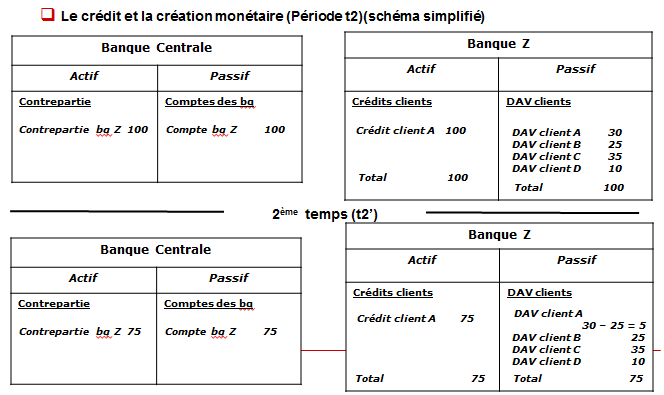 Le crédit et la création monétaire (Période t2)(schéma simplifié)
Banque Centrale
Actif Passif
Contrepartie Comptes des bq
Contrepartie bq Z 100 Compte bq Z 100
Banque Z
Actif Passif
Crédits clients DAV clients
Crédit client A 100 DAV client A 30
DAV client B 25
DAV client C 35
DAV client D 10
Total 100 Total 100
2ème temps (t2’)
Banque Centrale
Actif Passif
Contrepartie Comptes des bq
Contrepartie bq Z 75 Compte bq Z 75
Banque Z
Actif Passif
Crédits clients DAV clients
Crédit client A 75 DAV client A
30 – 25 = 5
DAV client B 25
DAV client C 35
DAV client D 10
Total 75 Total 75